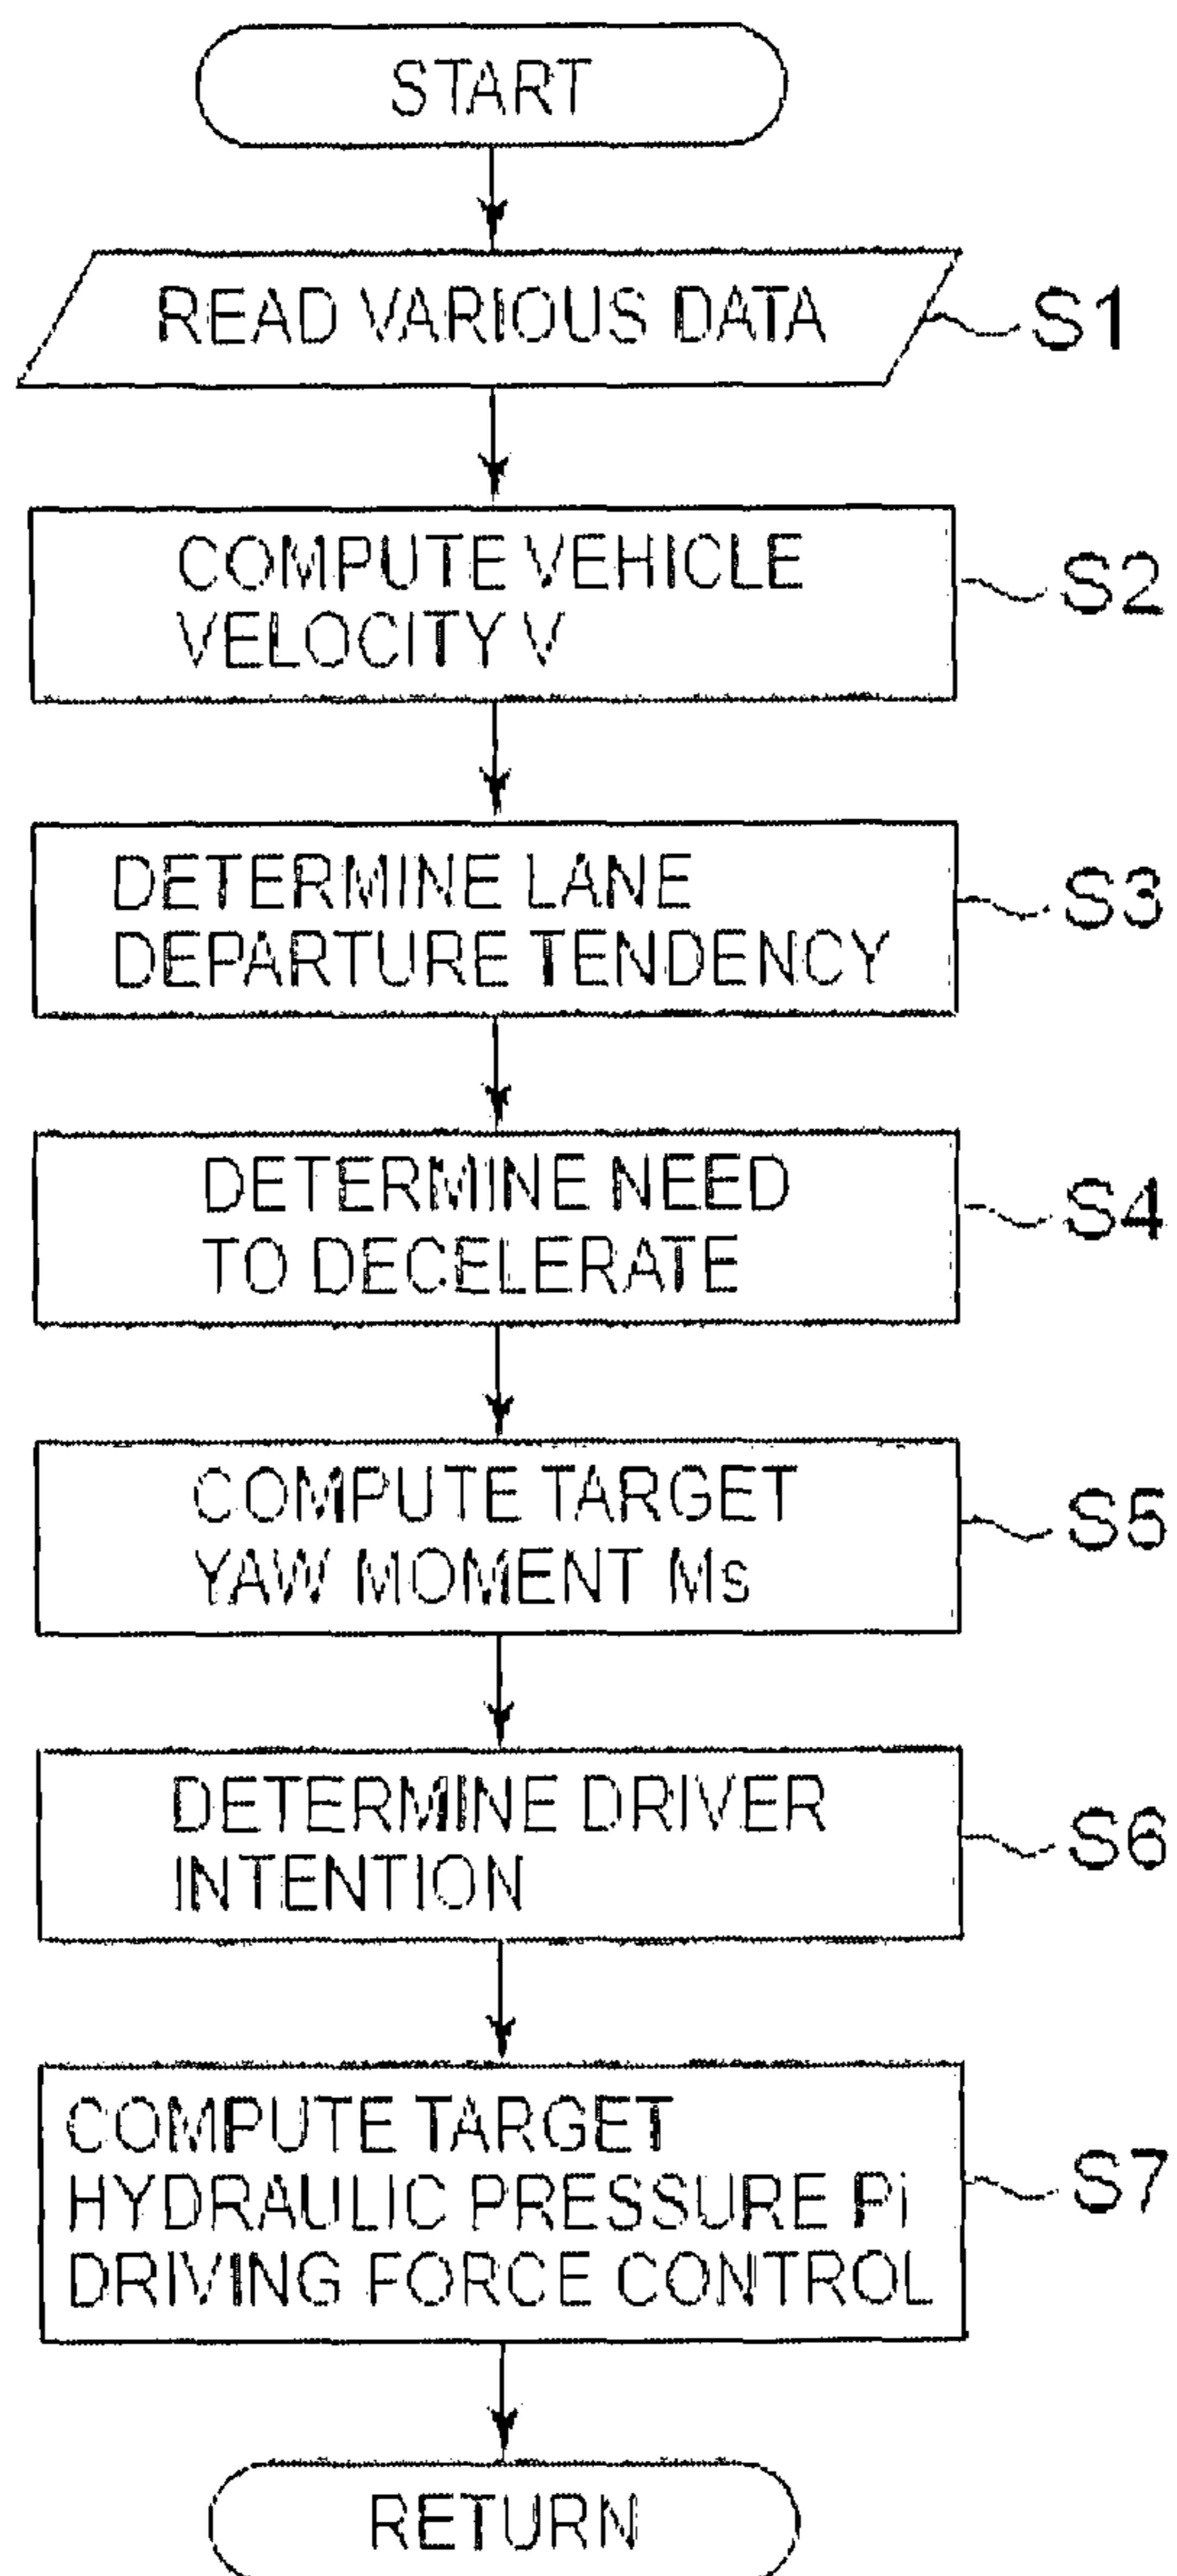 START
READ VARIOUS DATA
S1
COMPUTE VEHICLE
VELOCITY V
S2
DETERMINE LANE
DEPARTURE TENDENCY
S3
DETERMINE NEED
TO DECELERATE
S4
COMPUTE TARGET
YAW MOMENT Ms
S5
DETERMINE DRIVER
INTENTION
S6
COMPUTE TARGET
HYDRAULIC PRESSURE Pi
DRIVING FORCE CONTROL
S7
RETURN